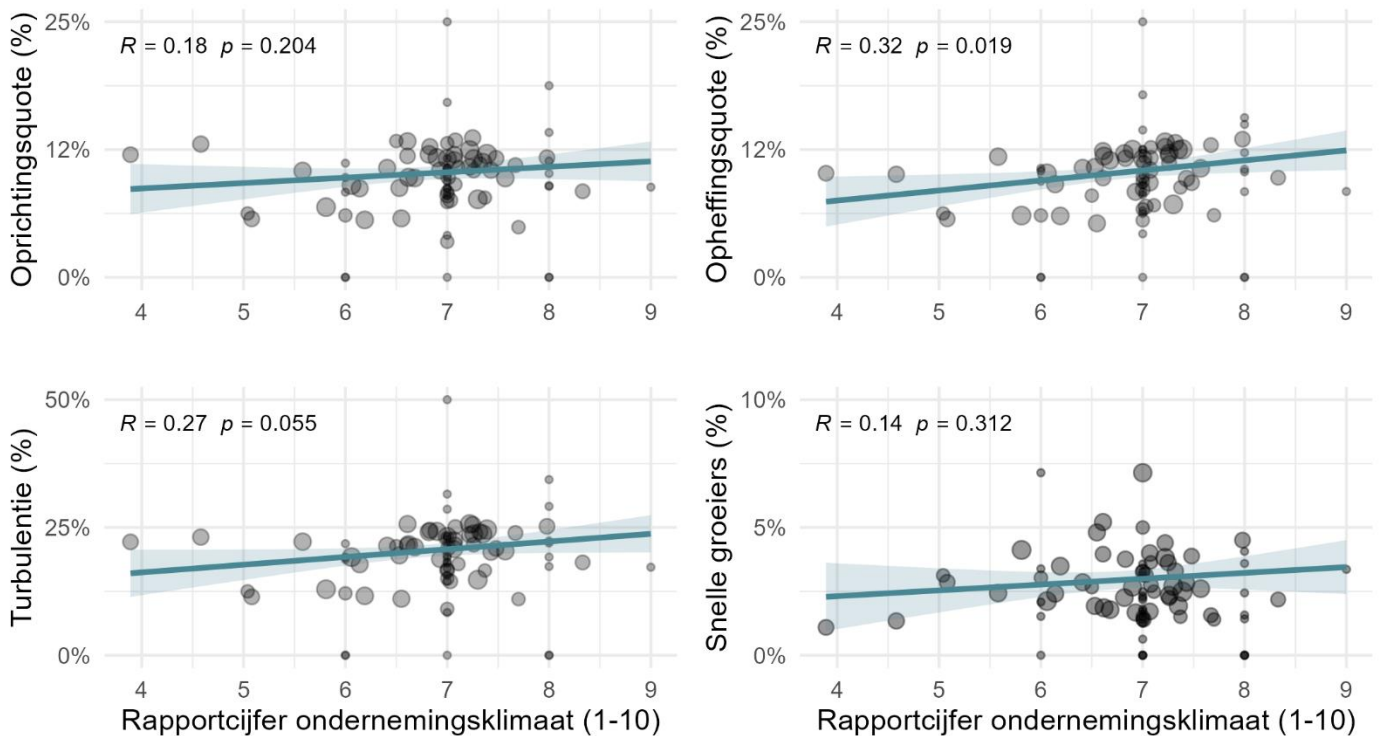 Oprichtingsquote (%)
25%
12%
0%
R = 0.18 p = 0.204
4 5 6 7 8 9
Opheffingsquote (%)
25%
12%
0%
R = 0.32 p = 0.019
4 5 6 7 8 9
Turbulentie (%)
50%
25%
0%
R = 0.27 p = 0.055
4 5 6 7 8 9
Rapportcijfer ondernemingsklimaat (1-10)
Snelle groeiers (%)
10%
5%
0%
R = 0.14 p = 0.312
4 5 6 7 8 9
Rapportcijfer ondernemingsklimaat (1-10)